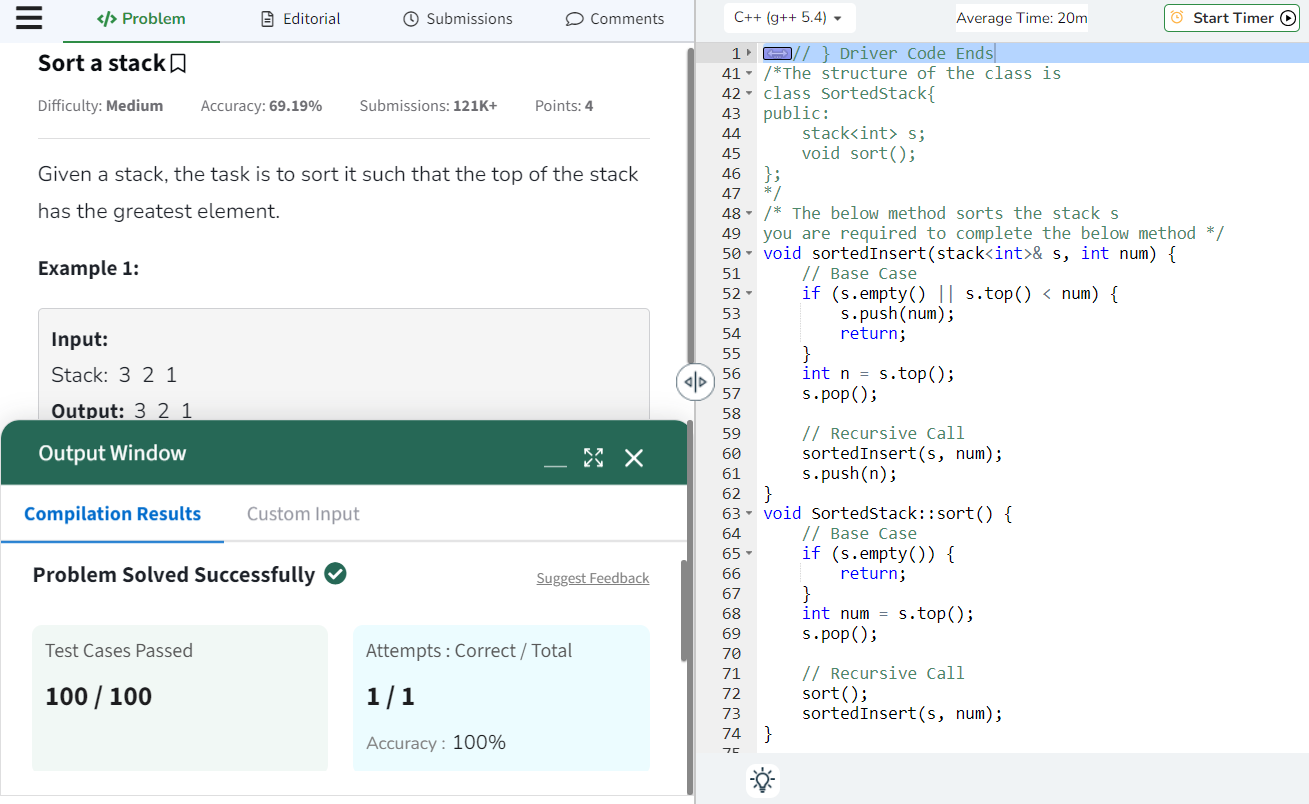 Problem
Editorial
Submissions
Comments
Sort a stack
Difficulty: Medium
Accuracy: 69.19%
Submissions: 121K+
Points: 4
Given a stack, the task is to sort it such that the top of the stack
has the greatest element.
Example 1:
Input:
Stack: 3 2 1
Output: 3 2 1
Output Window
Compilation Results
Custom Input
Problem Solved Successfully
Suggest Feedback
Test Cases Passed
100 / 100
Attempts : Correct / Total
1 / 1
Accuracy : 100%
C++ (g++ 5.4)
Average Time: 20m
Start Timer
1 // } Driver Code Ends
41 /*The structure of the class is
42 class SortedStack{
43 public:
44     stack<int> s;
45     void sort();
46 };
47 */
48 /* The below method sorts the stack s
49 you are required to complete the below method */
50 void sortedInsert(stack<int>& s, int num) {
51     // Base Case
52     if (s.empty() || s.top() < num) {
53         s.push(num);
54         return;
55     }
56     int n = s.top();
57     s.pop();
58
59     // Recursive Call
60     sortedInsert(s, num);
61     s.push(n);
62 }
63 void SortedStack::sort() {
64     // Base Case
65     if (s.empty()) {
66         return;
67     }
68     int num = s.top();
69     s.pop();
70
71     // Recursive Call
72     sort();
73     sortedInsert(s, num);
74 }
75